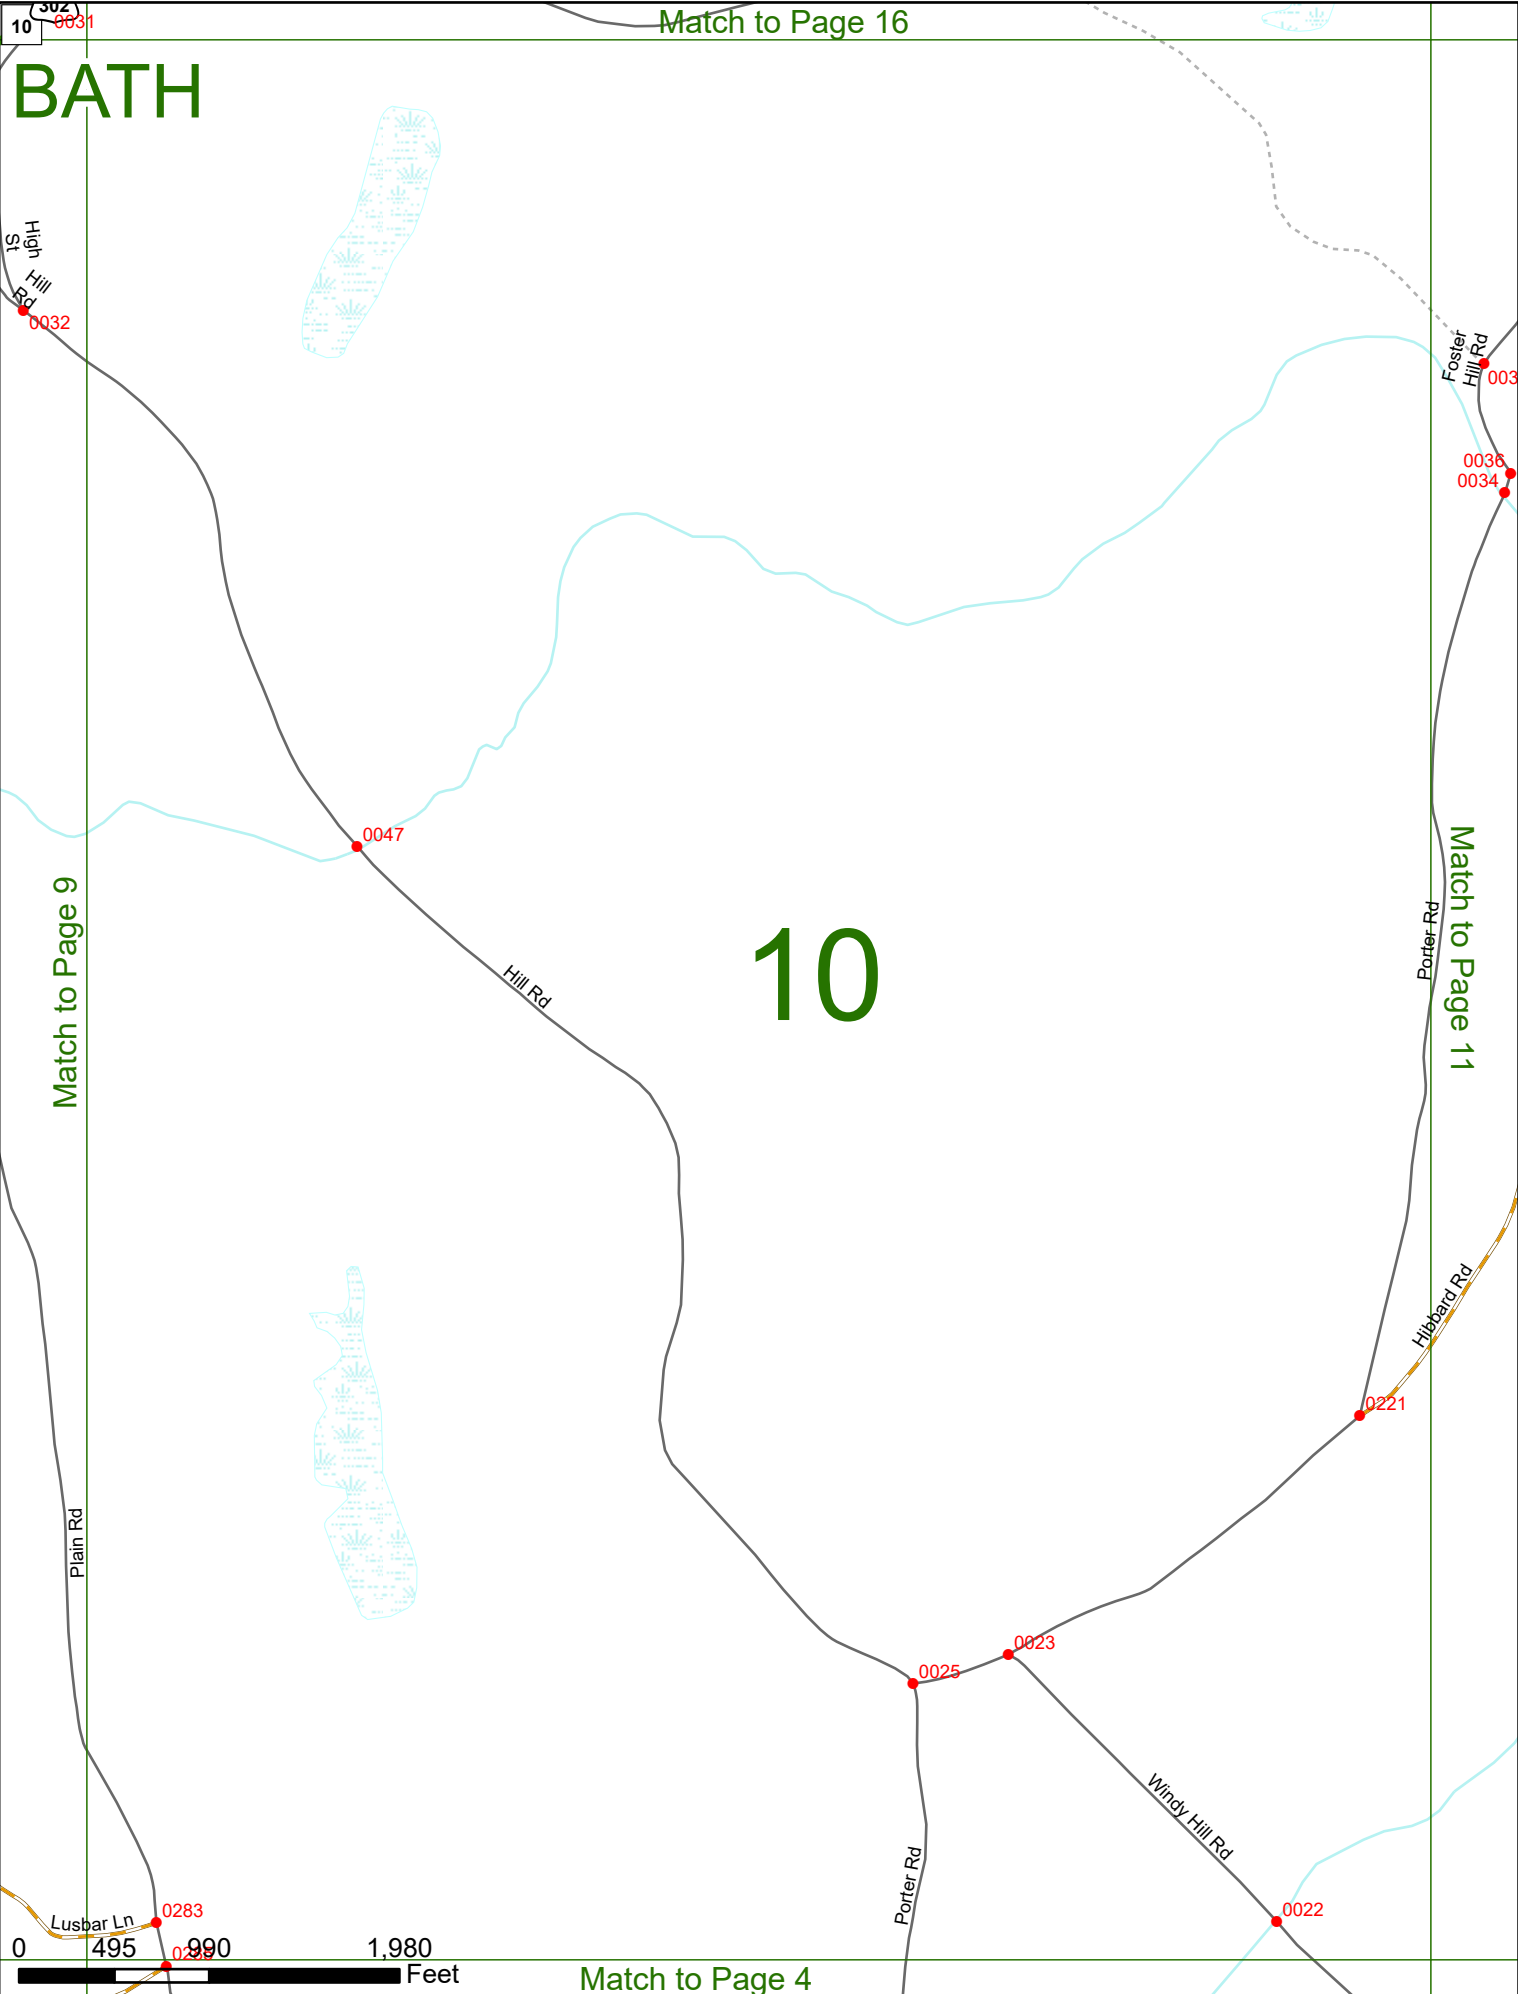 302
10
0031
Match to Page 16
BATH
High
St
Hill
Rd
0032
Foster
Hill Rd
003
0036
0034
0047
Match to Page 9
Match to Page 11
Porter Rd
Hill Rd
10
Hibbard Rd
0221
Plain Rd
0023
0025
Windy Hill Rd
Porter Rd
0283
Lusbar Ln
0022
0 495 990 1,980
Feet
Match to Page 4